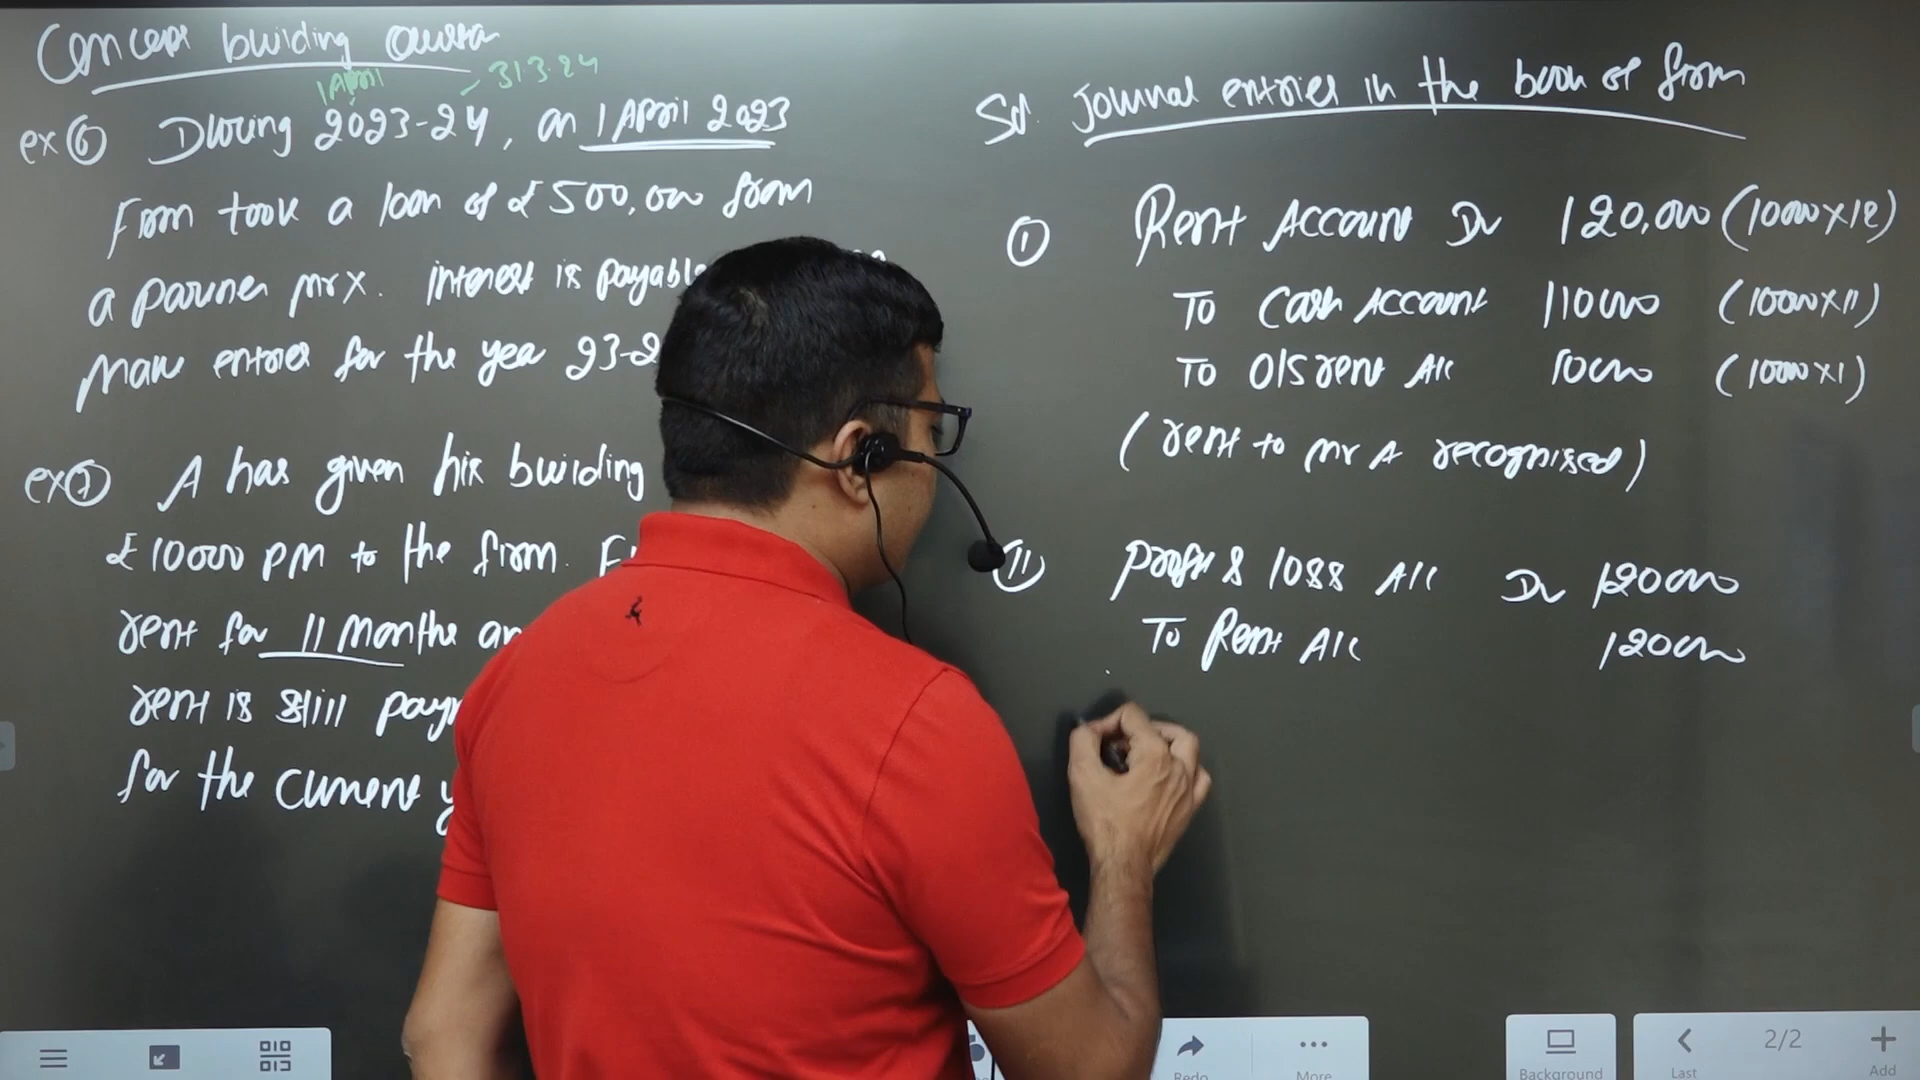 Concept building Question
1 April - 31.3.24
ex 6 During 2023-24, on 1 April 2023
Firm took a loan of ₹ 500,000 from
a partner Mr X. interest is payable
Make entries for the year 23-2
ex 7 A has given his building
₹ 10000 PM to the firm. F
rent for 11 months an
rent is still pay
for the current y
Sol. Journal entries in the book of firm
① Rent Account Dr 120,000 (10000×12)
To Cash Account 110000 (10000×11)
To O/S rent A/c 10000 (10000×1)
(rent to Mr A recognised)
II Profit & loss A/c Dr 120000
To Rent A/c 120000
Redo
More
Background
Last
2/2
Add